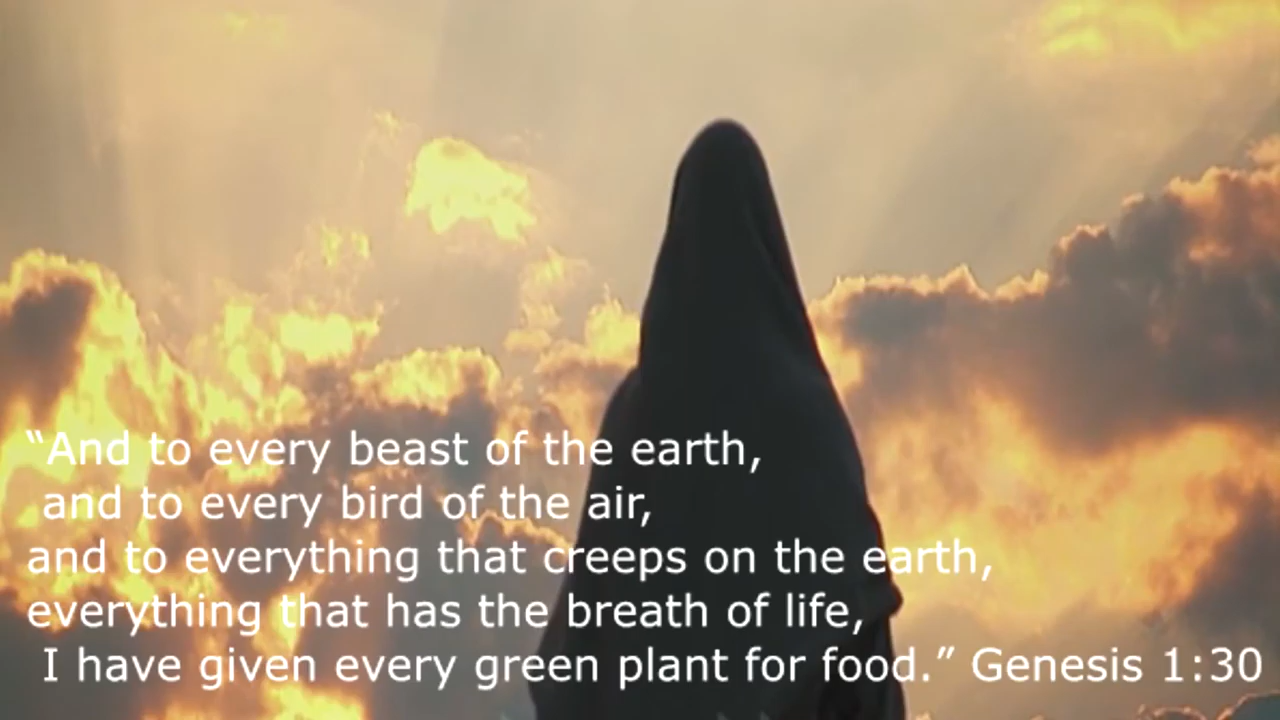 “And to every beast of the earth,
and to every bird of the air,
and to everything that creeps on the earth,
everything that has the breath of life,
I have given every green plant for food.” Genesis 1:30